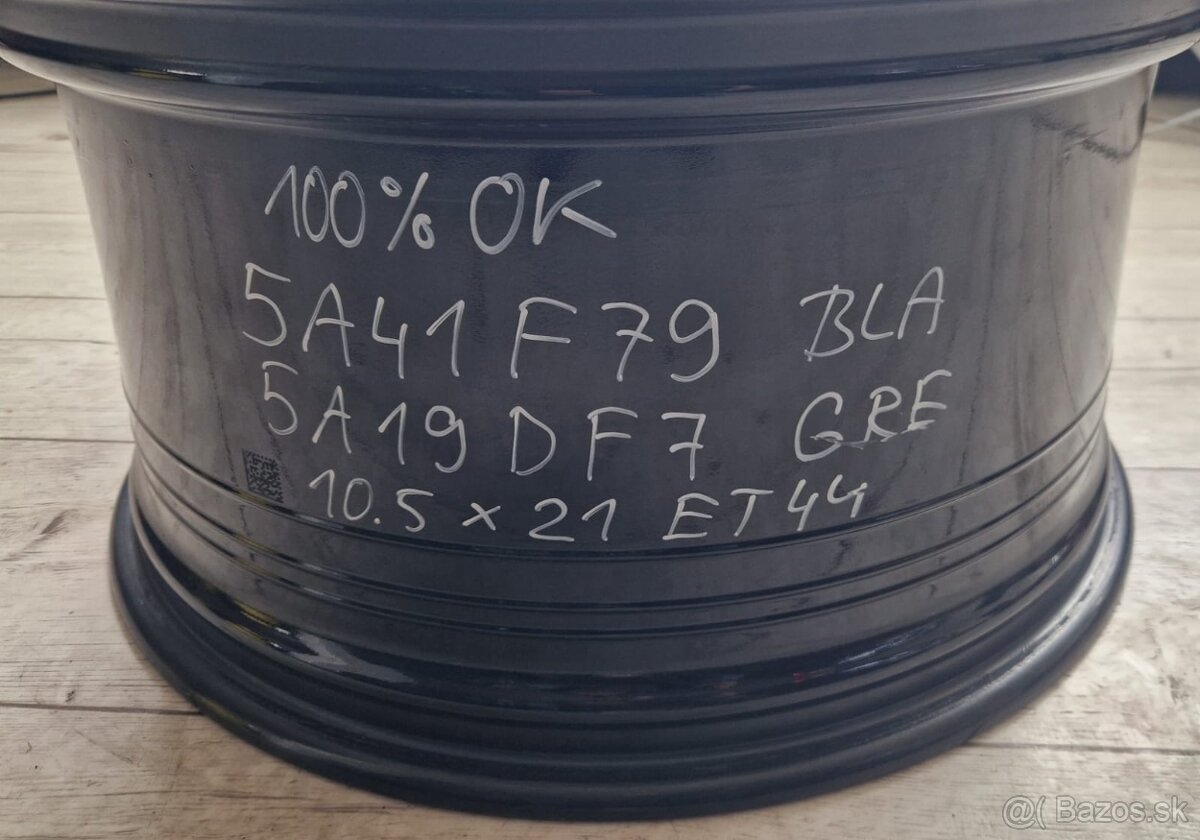 100% OK
5A41F79 BLA
5A19DF7 GRE
10.5 x 21 ET44
@( Bazos.sk